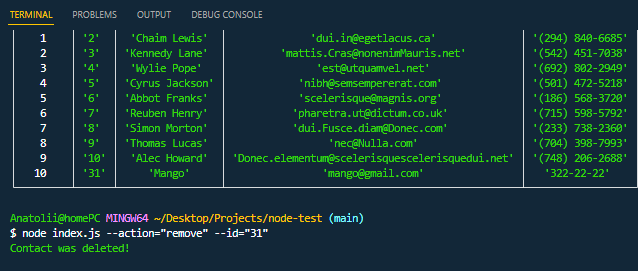 TERMINAL PROBLEMS OUTPUT DEBUG CONSOLE
1 '2' 'Chaim Lewis' 'dui.in@egetlacus.ca' '(294) 840-6685'
2 '3' 'Kennedy Lane' 'mattis.Cras@nonenimMauris.net' '(542) 451-7038'
3 '4' 'Wylie Pope' 'est@utquamvel.net' '(692) 802-2949'
4 '5' 'Cyrus Jackson' 'nibh@semsempererat.com' '(501) 472-5218'
5 '6' 'Abbot Franks' 'scelerisque@magnis.org' '(186) 568-3720'
6 '7' 'Reuben Henry' 'pharetra.ut@dictum.co.uk' '(715) 598-5792'
7 '8' 'Simon Morton' 'dui.Fusce.diam@Donec.com' '(233) 738-2360'
8 '9' 'Thomas Lucas' 'nec@Nulla.com' '(704) 398-7993'
9 '10' 'Alec Howard' 'Donec.elementum@scelerisquescelerisquedui.net' '(748) 206-2688'
10 '31' 'Mango' 'mango@gmail.com' '322-22-22'
Anatolii@homePC MINGW64 ~/Desktop/Projects/node-test (main)
$ node index.js --action="remove" --id="31"
Contact was deleted!